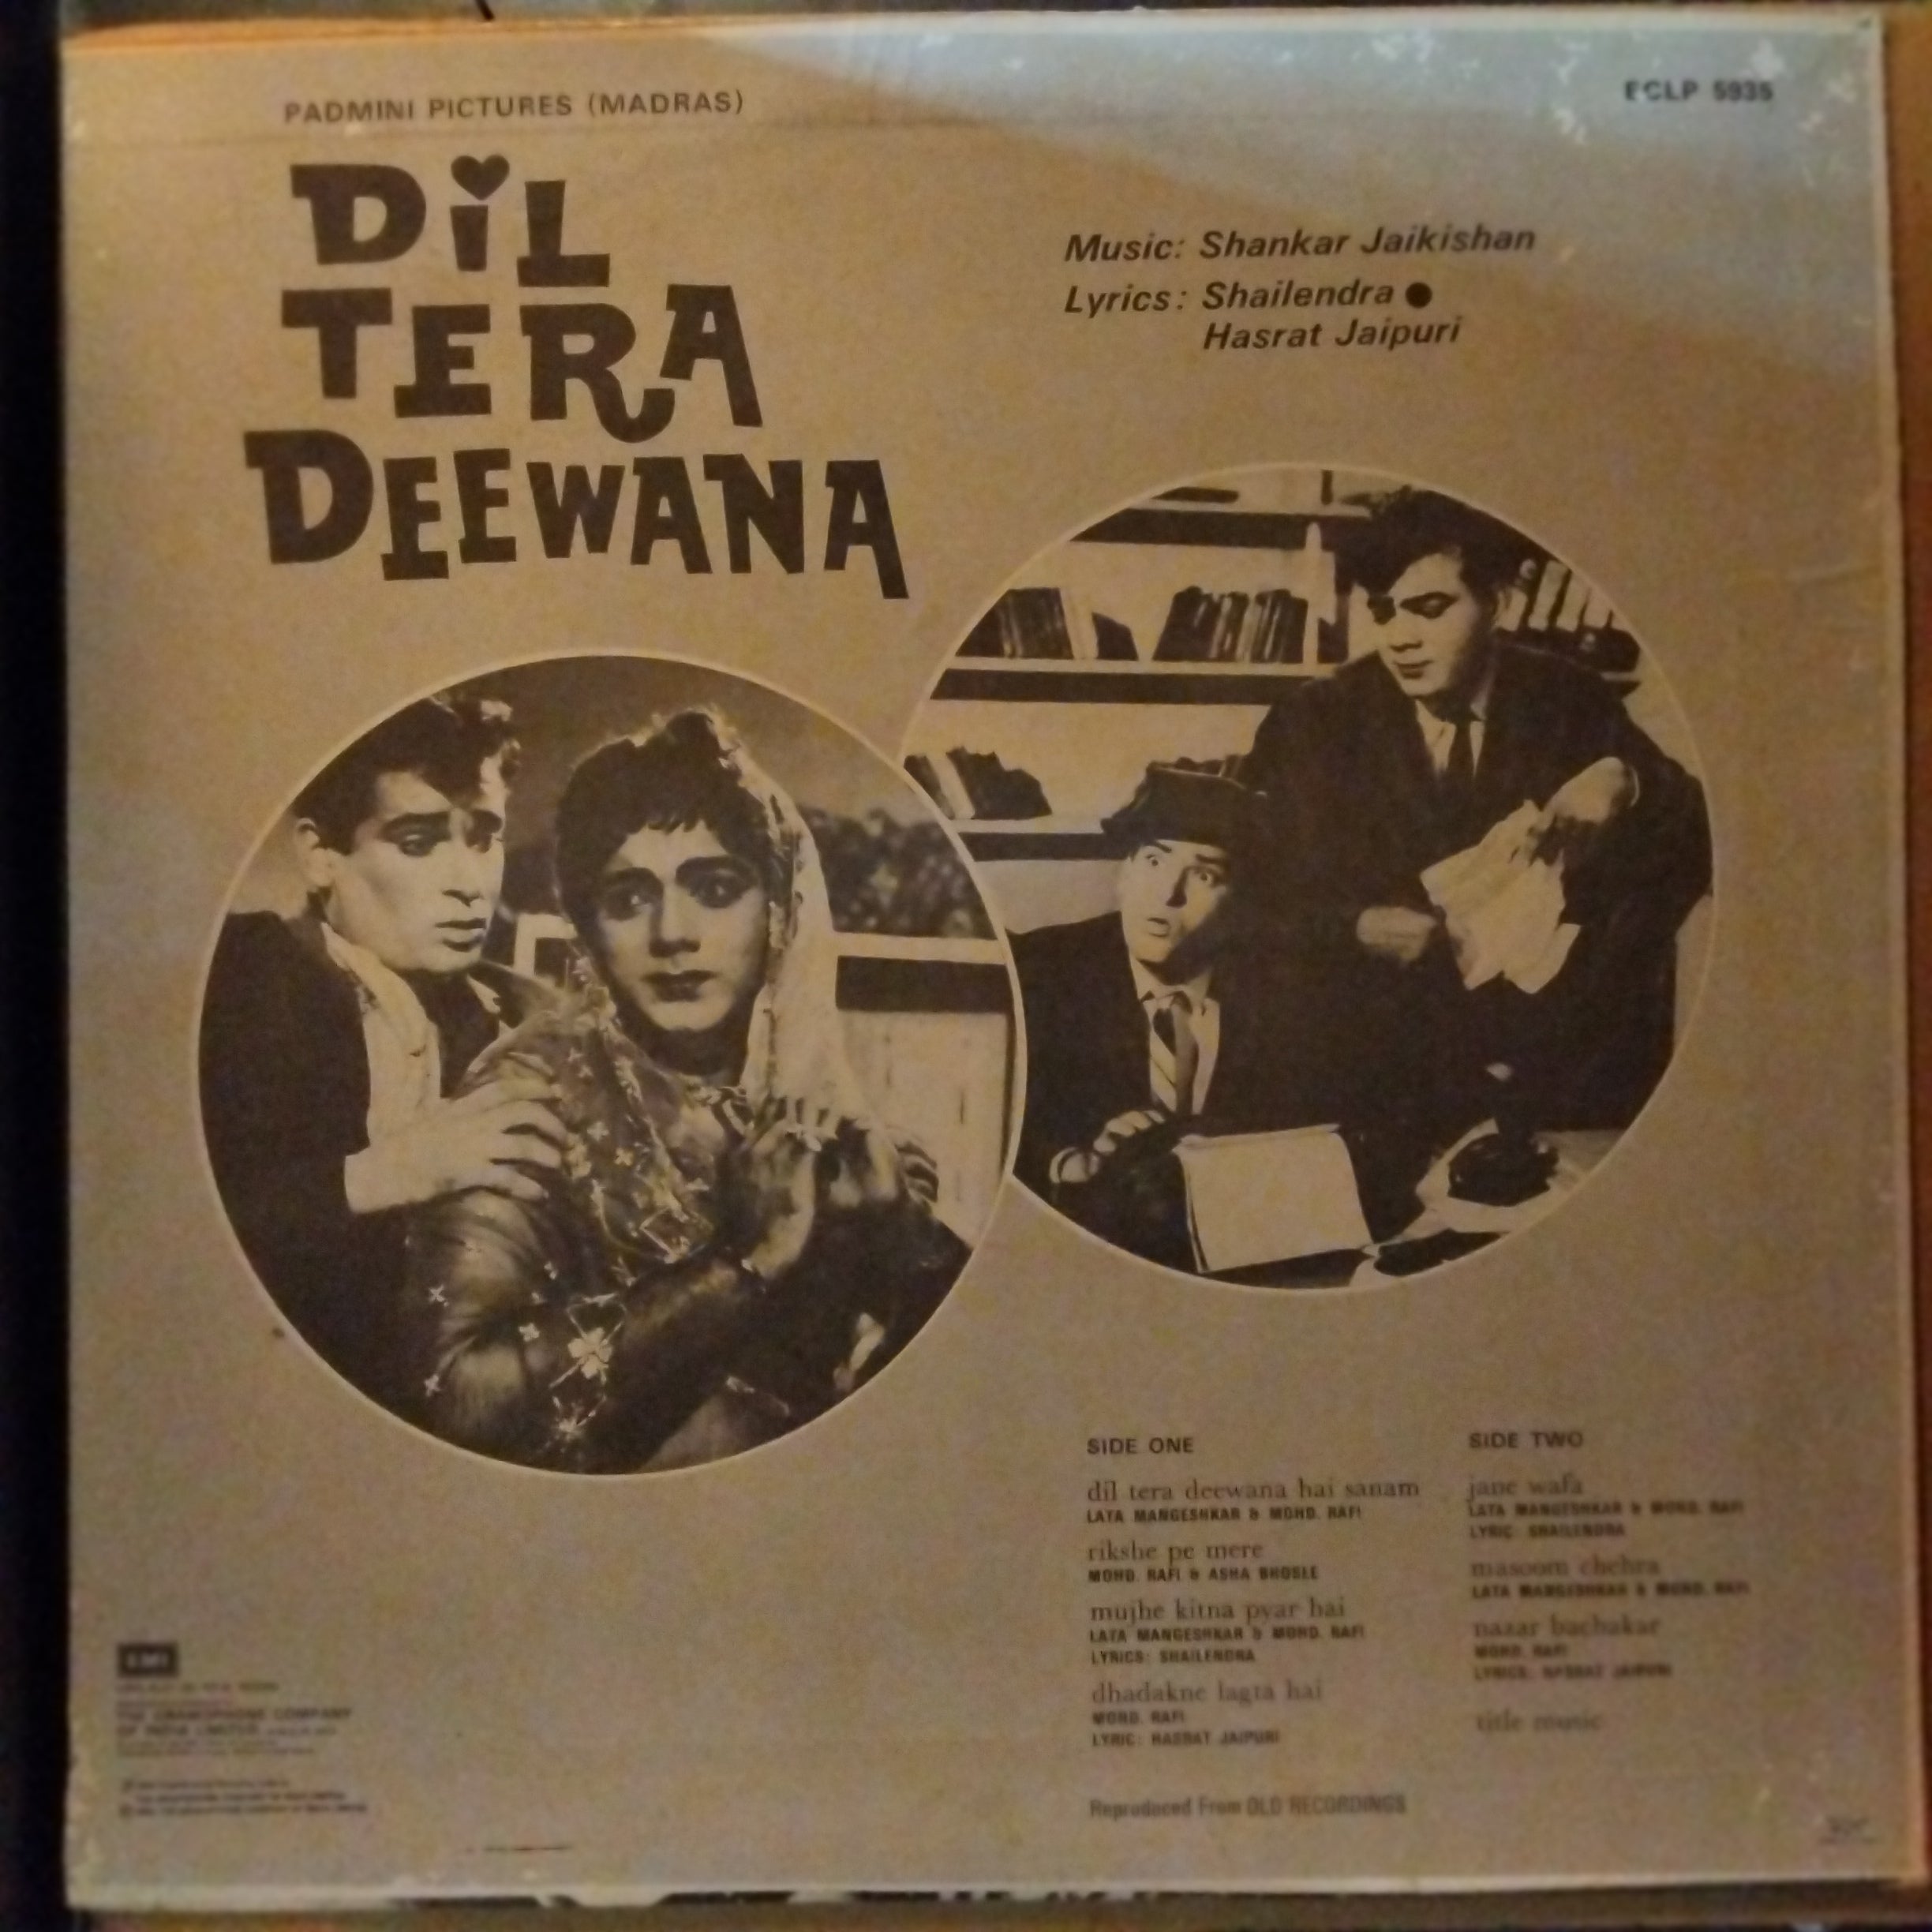 PADMINI PICTURES (MADRAS)
ECLP 5935
DiL
TERA
DEEWANA
Music: Shankar Jaikishan
Lyrics: Shailendra ●
Hasrat Jaipuri
SIDE ONE
dil tera deewana hai sanam
LATA MANGESHKAR & MOHD. RAFI
rikshe pe mere
MOHD. RAFI & ASHA BHOSLE
mujhe kitna pyar hai
LATA MANGESHKAR & MOHD. RAFI
LYRICS: SHAILENDRA
dhadakne lagta hai
MOHD. RAFI
LYRIC: HASRAT JAIPURI
SIDE TWO
jane wafa
LATA MANGESHKAR & MOHD. RAFI
LYRIC: SHAILENDRA
masoom chehra
LATA MANGESHKAR & MOHD. RAFI
nazar bachakar
MOHD. RAFI
LYRICS: HASRAT JAIPURI
title music
Reproduced From OLD RECORDINGS
EMI
THE GRAMOPHONE COMPANY
OF INDIA LIMITED